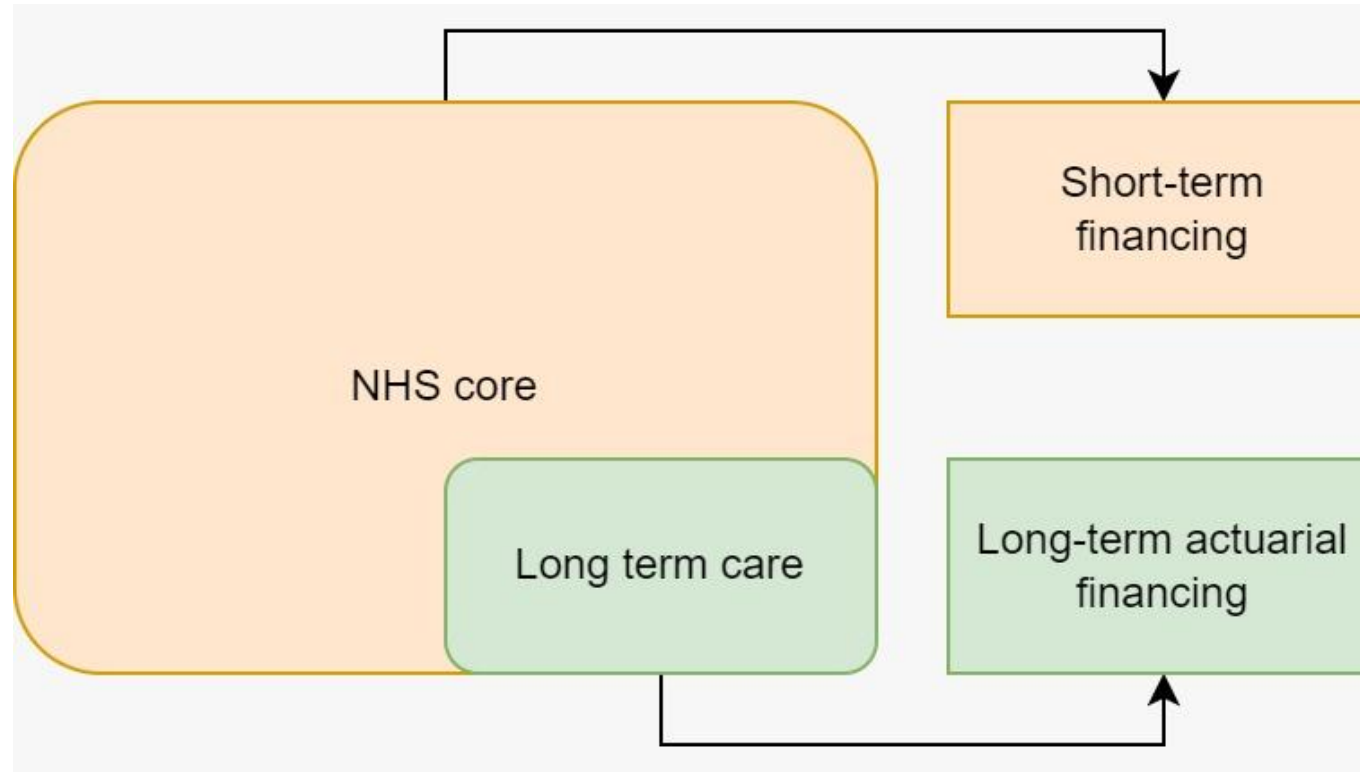 Short-term
financing
NHS core
Long term care
Long-term actuarial
financing